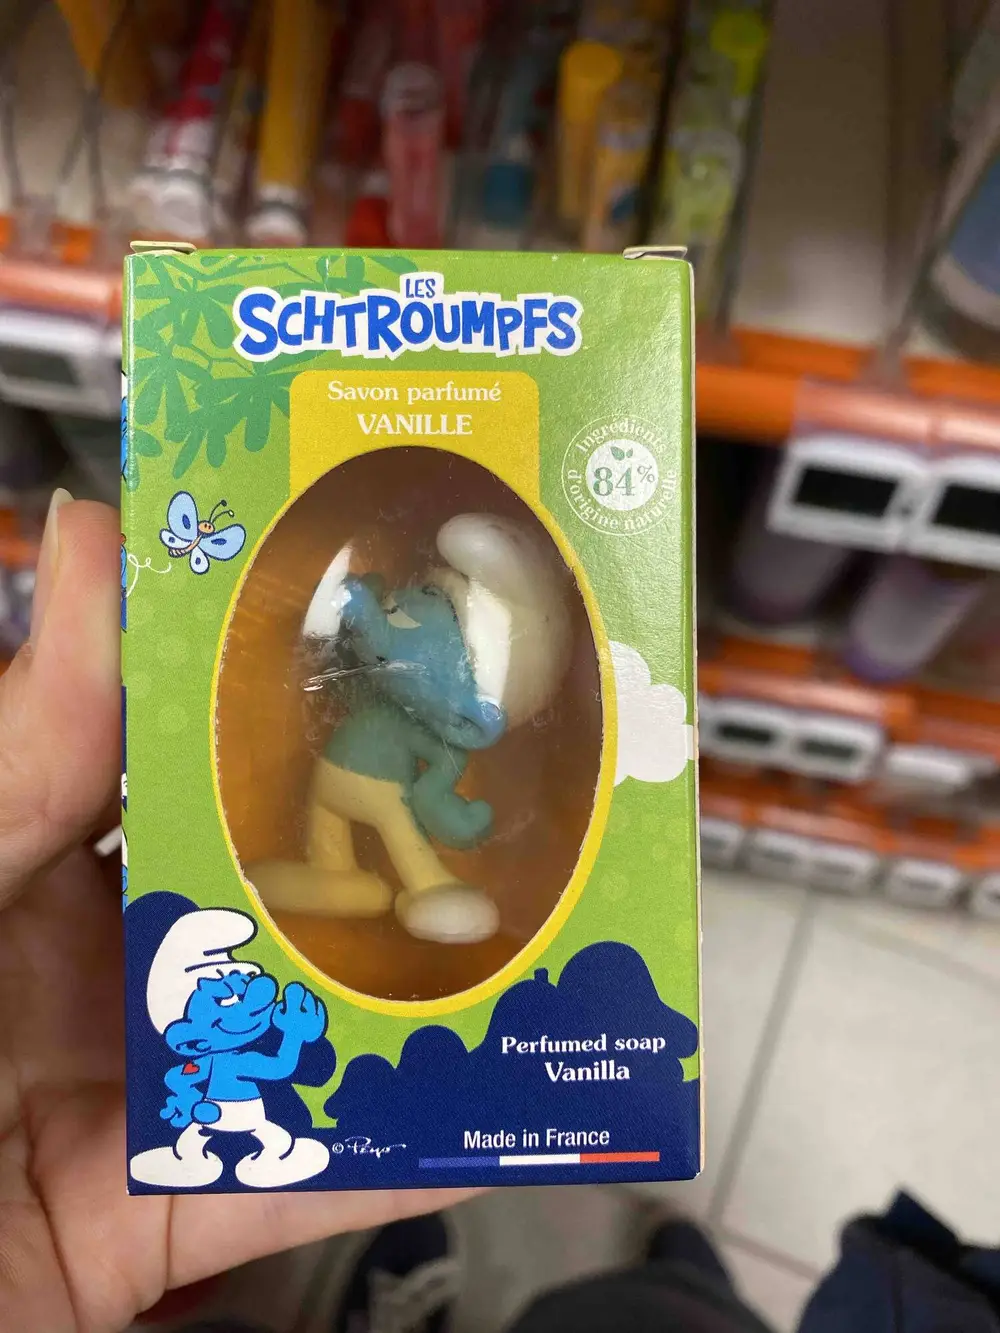 LES
SCHTROUMPFS
Savon parfumé
VANILLE
Ingrédients
84%
d'origine naturelle
Perfumed soap
Vanilla
Made in France
© Peyo